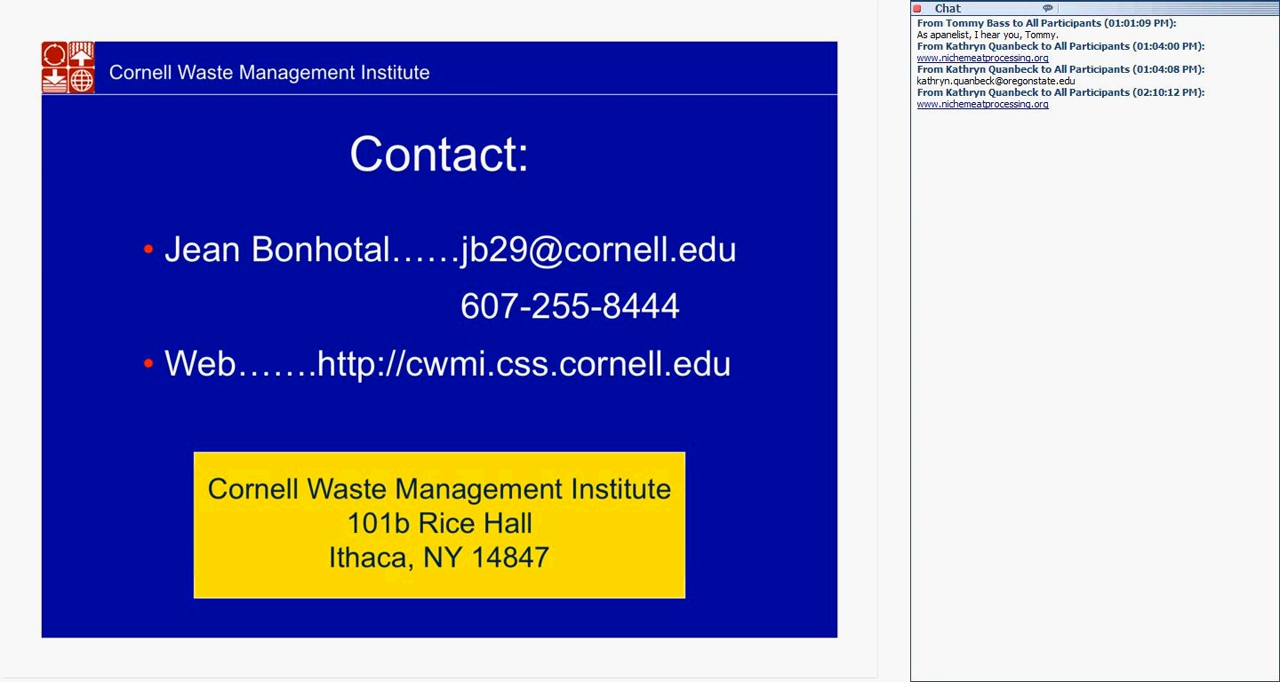 Cornell Waste Management Institute
Contact:
• Jean Bonhotal……jb29@cornell.edu
607-255-8444
• Web…….http://cwmi.css.cornell.edu
Cornell Waste Management Institute
101b Rice Hall
Ithaca, NY 14847
Chat
From Tommy Bass to All Participants (01:01:09 PM):
As apanelist, I hear you, Tommy.
From Kathryn Quanbeck to All Participants (01:04:00 PM):
www.nichemeatprocessing.org
From Kathryn Quanbeck to All Participants (01:04:08 PM):
kathryn.quanbeck@oregonstate.edu
From Kathryn Quanbeck to All Participants (02:10:12 PM):
www.nichemeatprocessing.org